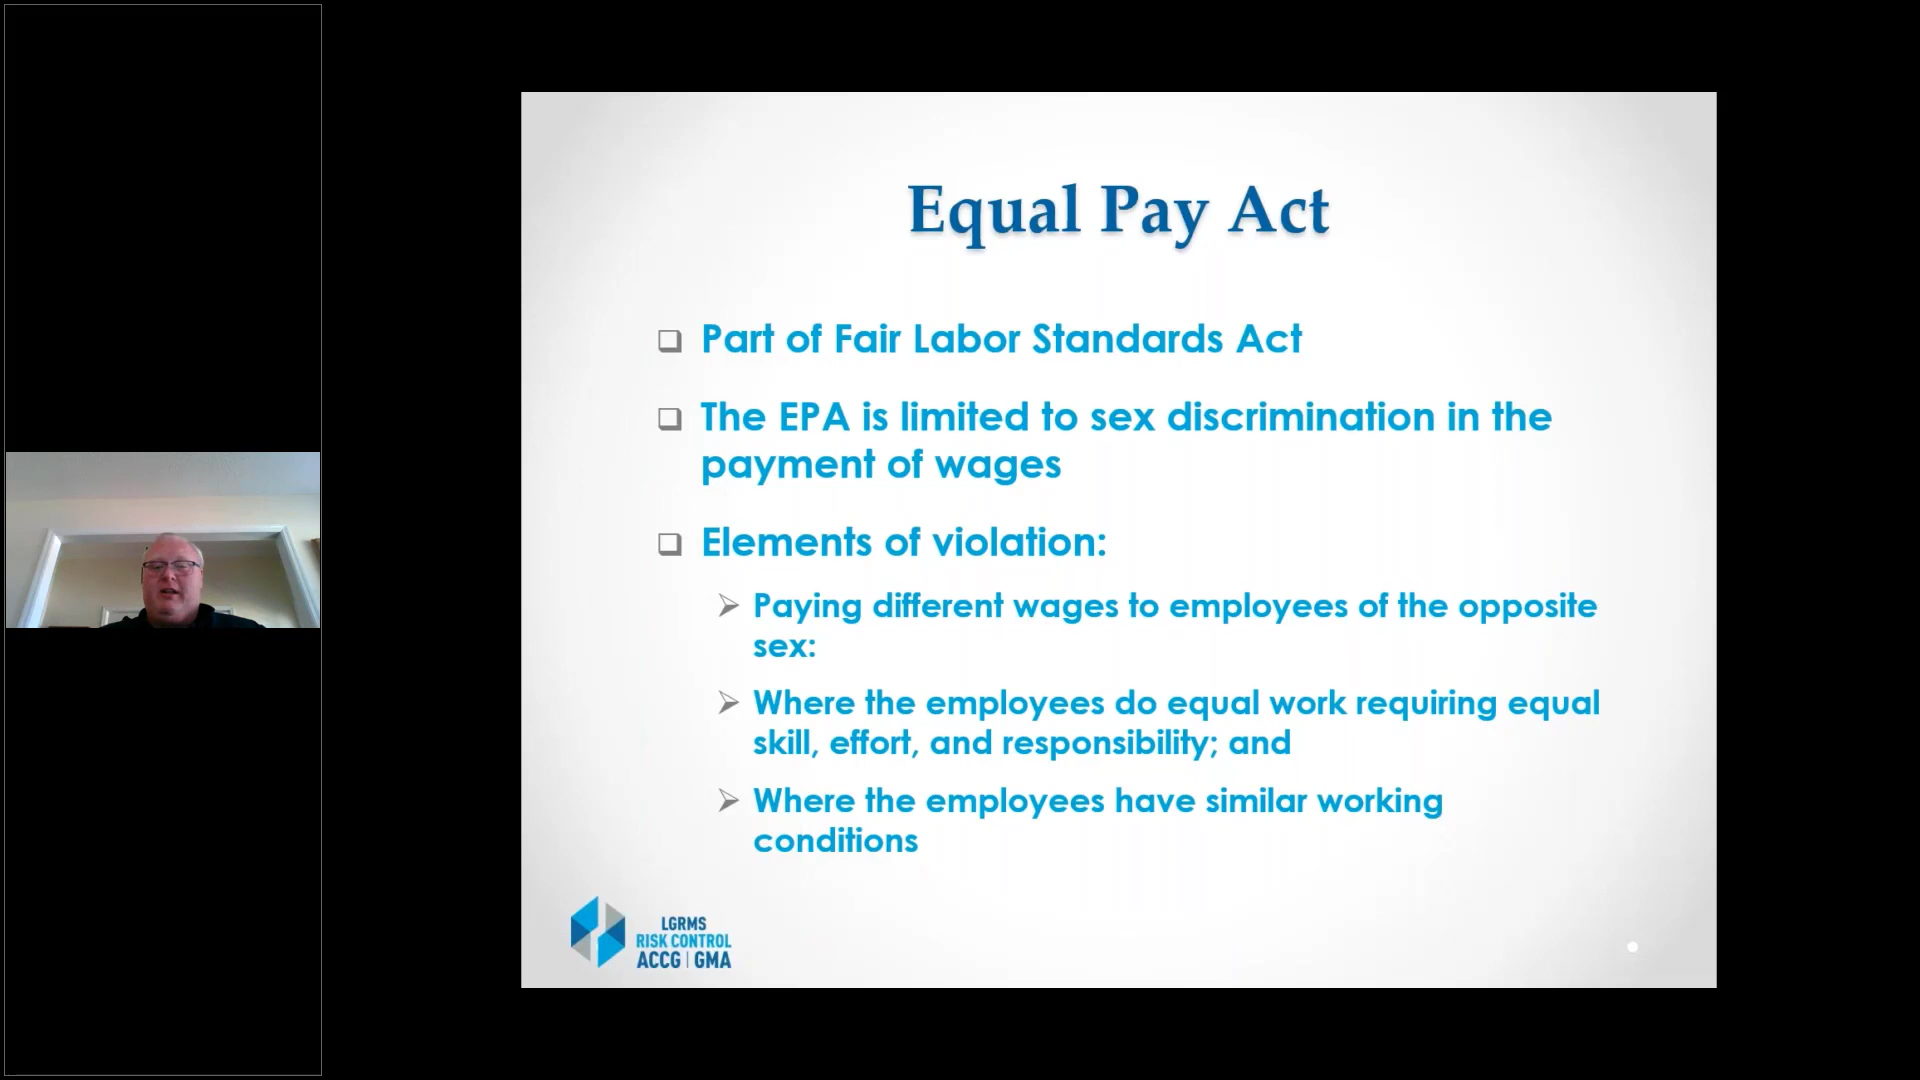 Equal Pay Act
Part of Fair Labor Standards Act
The EPA is limited to sex discrimination in the
payment of wages
Elements of violation:
Paying different wages to employees of the opposite
sex:
Where the employees do equal work requiring equal
skill, effort, and responsibility; and
Where the employees have similar working
conditions
LGRMS
RISK CONTROL
ACCG | GMA